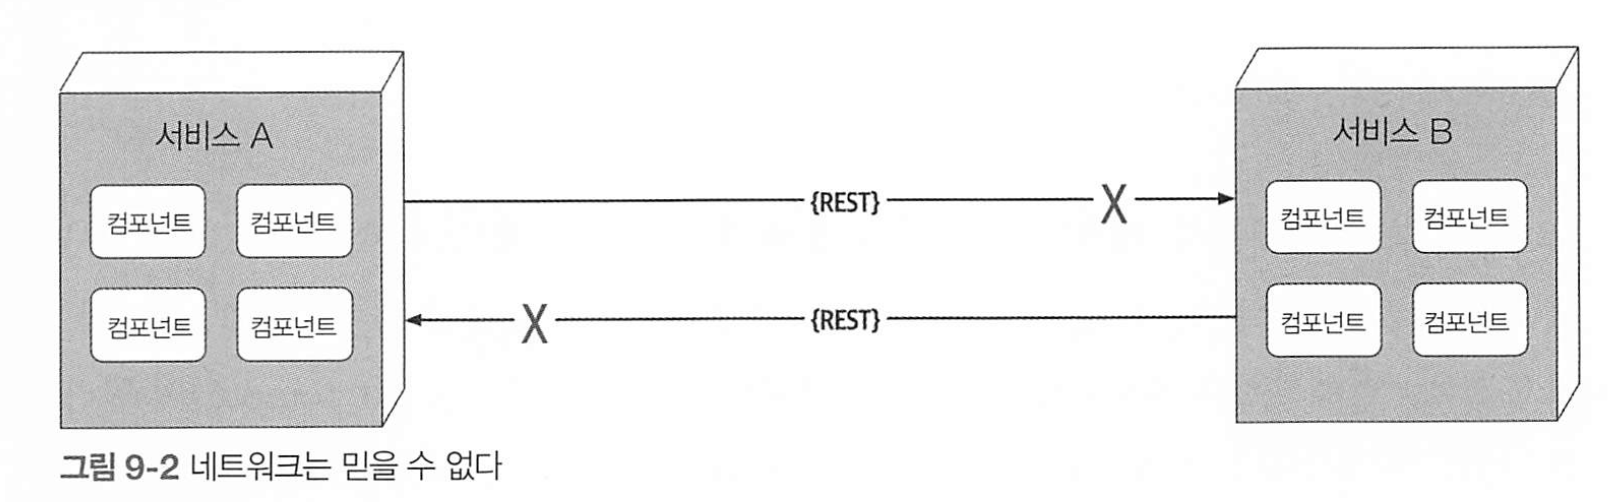 서비스 A
컴포넌트 컴포넌트
컴포넌트 컴포넌트
{REST}
X
X
{REST}
서비스 B
컴포넌트 컴포넌트
컴포넌트 컴포넌트
그림 9-2 네트워크는 믿을 수 없다